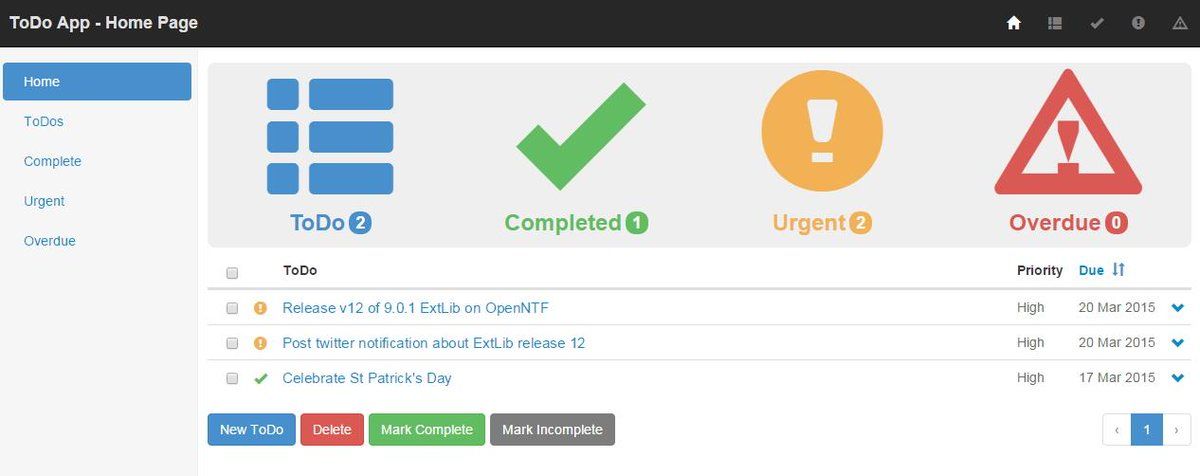 ToDo App - Home Page
Home
ToDos
Complete
Urgent
Overdue
ToDo 2
Completed 1
Urgent 2
Overdue 0
ToDo Priority Due
Release v12 of 9.0.1 ExtLib on OpenNTF High 20 Mar 2015
Post twitter notification about ExtLib release 12 High 20 Mar 2015
Celebrate St Patrick's Day High 17 Mar 2015
New ToDo Delete Mark Complete Mark Incomplete ‹ 1 ›